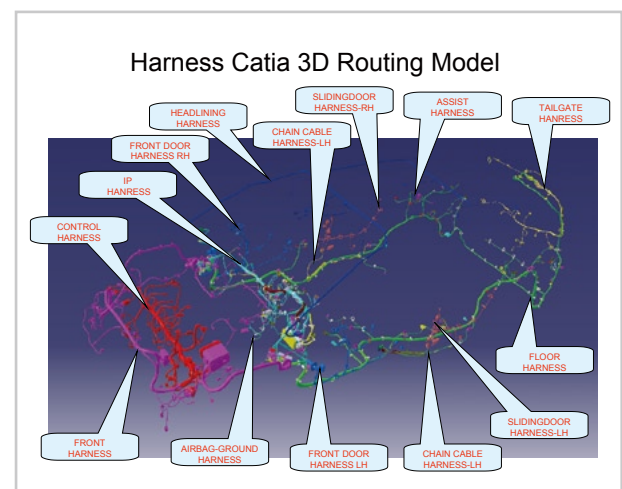 Harness Catia 3D Routing Model
SLIDINGDOOR
HARNESS-RH
ASSIST
HARNESS
TAILGATE
HANRESS
HEADLINING
HARNESS
CHAIN CABLE
HARNESS-LH
FRONT DOOR
HARNESS RH
IP
HANRESS
CONTROL
HARNESS
FLOOR
HARNESS
SLIDINGDOOR
HARNESS-LH
FRONT
HARNESS
AIRBAG-GROUND
HARNESS
FRONT DOOR
HARNESS LH
CHAIN CABLE
HARNESS-LH